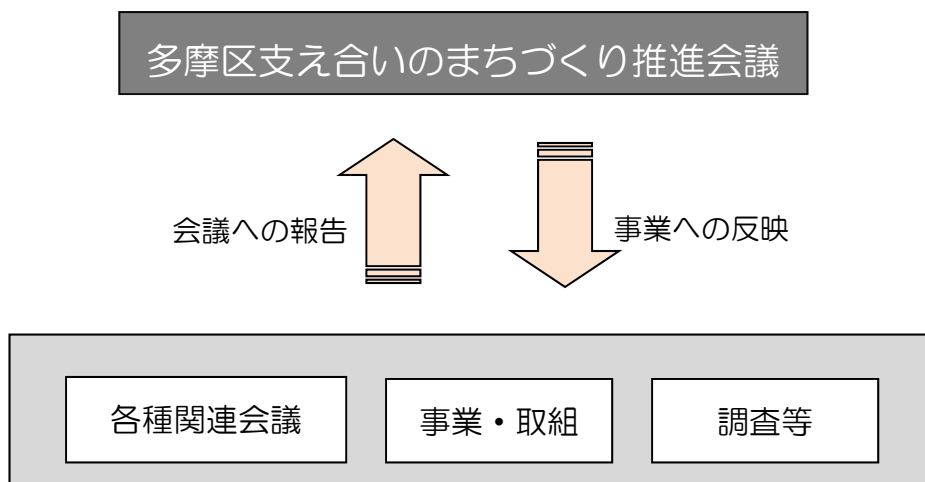 多摩区支え合いのまちづくり推進会議
会議への報告
事業への反映
各種関連会議
事業・取組
調査等